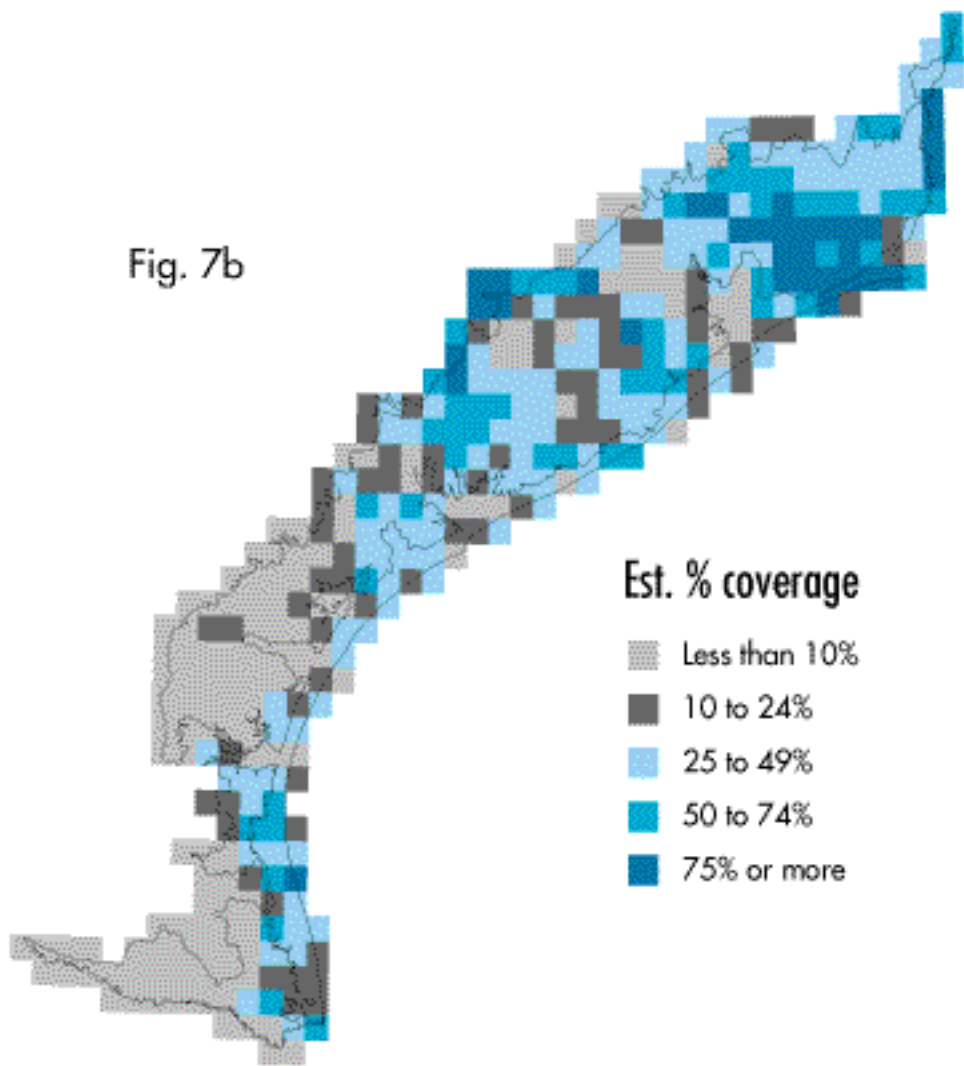 Fig. 7b
Est. % coverage
Less than 10%
10 to 24%
25 to 49%
50 to 74%
75% or more